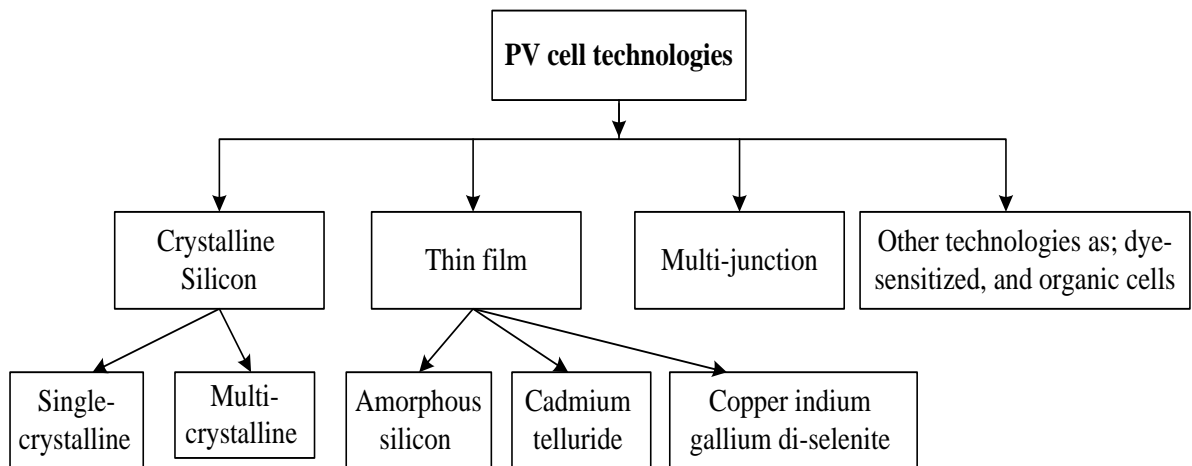 PV cell technologies
Crystalline
Silicon
Thin film
Multi-junction
Other technologies as; dye-
sensitized, and organic cells
Single-
crystalline
Multi-
crystalline
Amorphous
silicon
Cadmium
telluride
Copper indium
gallium di-selenite